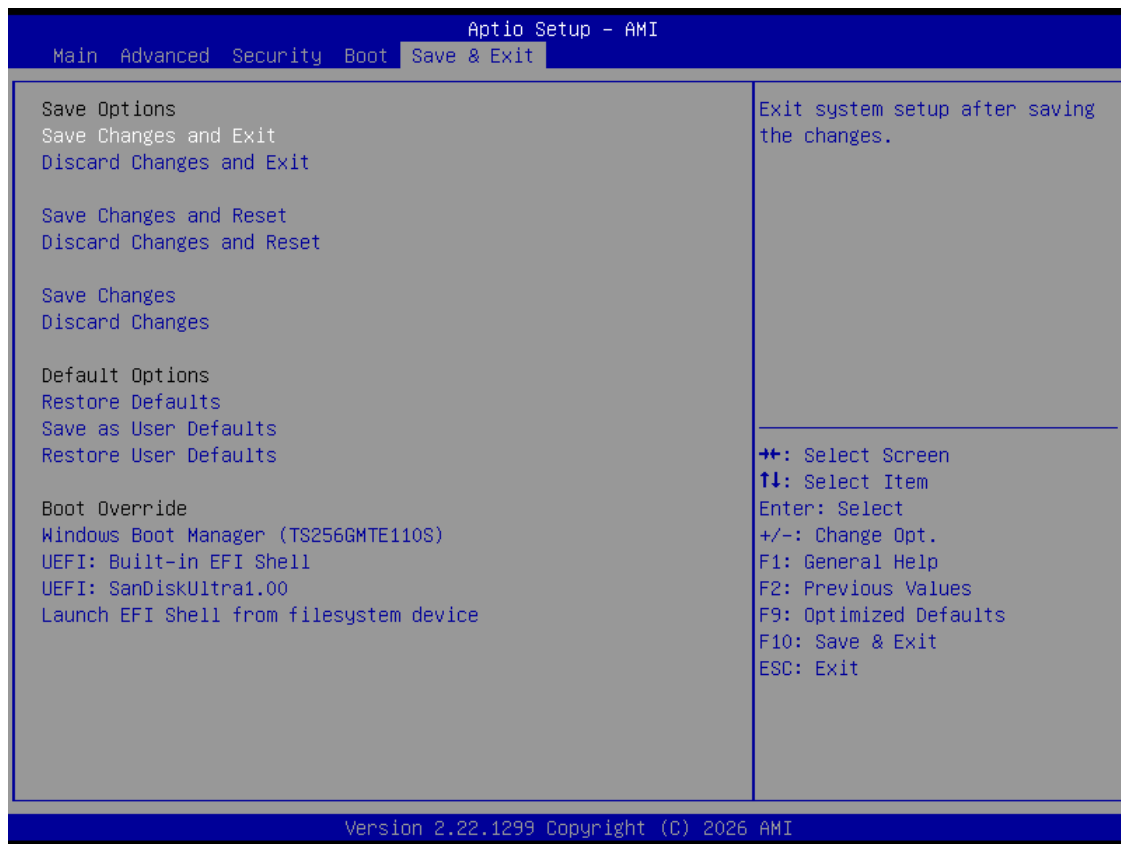 Aptio Setup – AMI
Main Advanced Security Boot Save & Exit
Save Options
Save Changes and Exit
Discard Changes and Exit
Save Changes and Reset
Discard Changes and Reset
Save Changes
Discard Changes
Default Options
Restore Defaults
Save as User Defaults
Restore User Defaults
Boot Override
Windows Boot Manager (TS256GMTE110S)
UEFI: Built-in EFI Shell
UEFI: SanDiskUltra1.00
Launch EFI Shell from filesystem device
Exit system setup after saving
the changes.
→←: Select Screen
↑↓: Select Item
Enter: Select
+/-: Change Opt.
F1: General Help
F2: Previous Values
F9: Optimized Defaults
F10: Save & Exit
ESC: Exit
Version 2.22.1299 Copyright (C) 2026 AMI